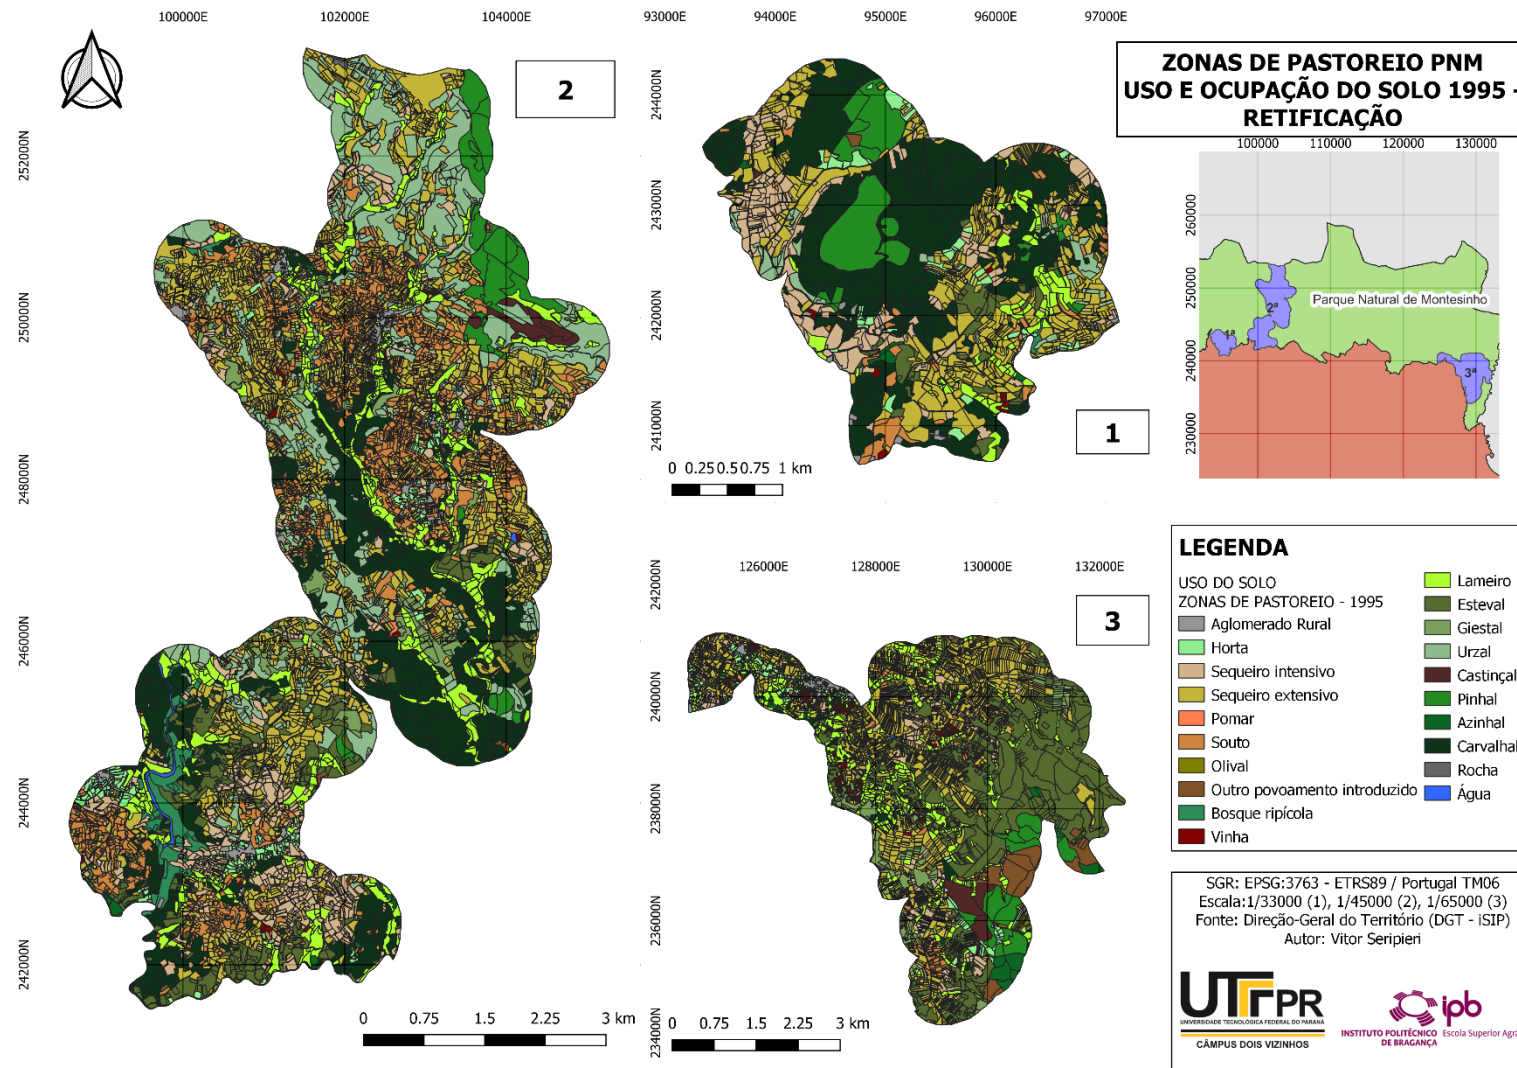 100000E 102000E 104000E
93000E 94000E 95000E 96000E 97000E
252000N
250000N
248000N
246000N
244000N
242000N
2
2440000N
243000N
242000N
241000N
1
0 0.25 0.5 0.75 1 km
ZONAS DE PASTOREIO PNM
USO E OCUPAÇÃO DO SOLO 1995 -
RETIFICAÇÃO
100000 110000 120000 130000
260000
250000
240000
230000
Parque Natural de Montesinho
1ª
2ª
3ª
126000E 128000E 130000E 132000E
242000N
240000N
238000N
236000N
234000N
3
0 0.75 1.5 2.25 3 km
0 0.75 1.5 2.25 3 km
LEGENDA
USO DO SOLO
ZONAS DE PASTOREIO - 1995
Aglomerado Rural
Horta
Sequeiro intensivo
Sequeiro extensivo
Pomar
Souto
Olival
Outro povoamento introduzido
Bosque ripícola
Vinha
Lameiro
Esteval
Giestal
Urzal
Castinçal
Pinhal
Azinhal
Carvalhal
Rocha
Água
SGR: EPSG:3763 - ETRS89 / Portugal TM06
Escala:1/33000 (1), 1/45000 (2), 1/65000 (3)
Fonte: Direção-Geral do Território (DGT - iSIP)
Autor: Vitor Seripieri
UTFPR
UNIVERSIDADE TECNOLÓGICA FEDERAL DO PARANÁ
CÂMPUS DOIS VIZINHOS
ipb
INSTITUTO POLITÉCNICO
DE BRAGANÇA
Escola Superior Agrá